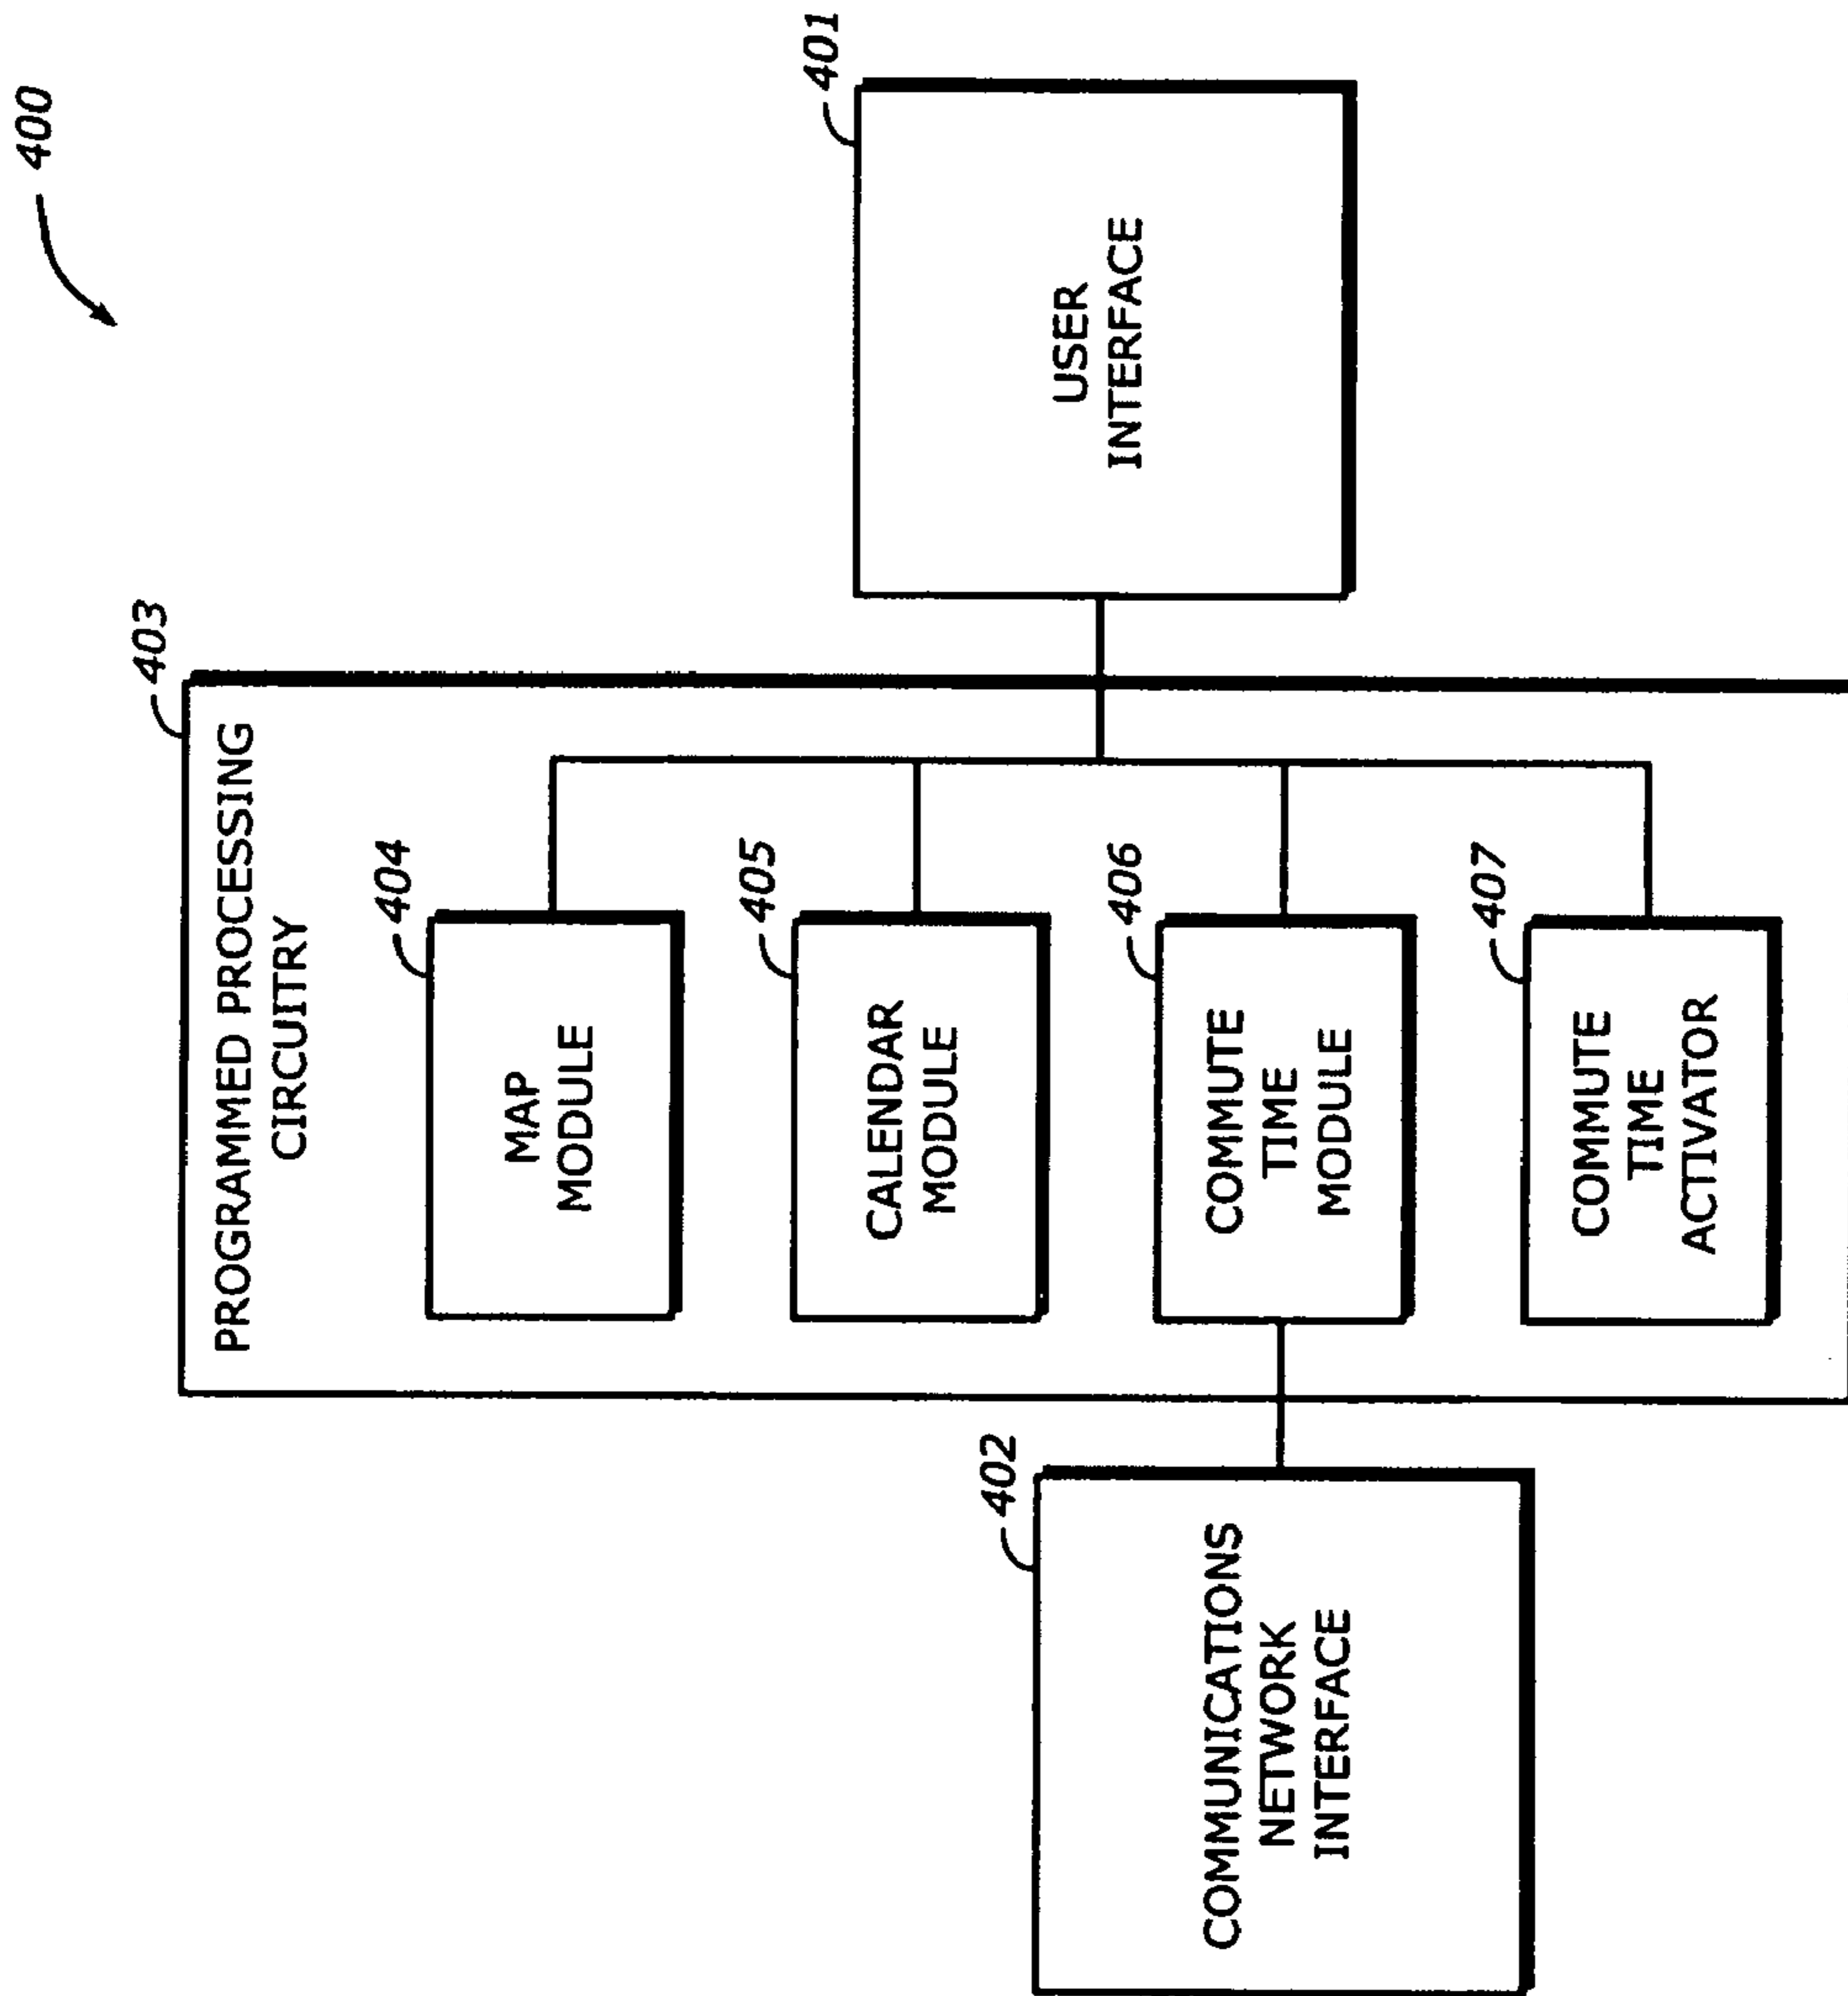 400
403
PROGRAMMED PROCESSING
CIRCUITRY
404
MAP
MODULE
402
COMMUNICATIONS
NETWORK
INTERFACE
405
CALENDAR
MODULE
401
USER
INTERFACE
406
COMMUTE
TIME
MODULE
407
COMMUTE
TIME
ACTIVATOR